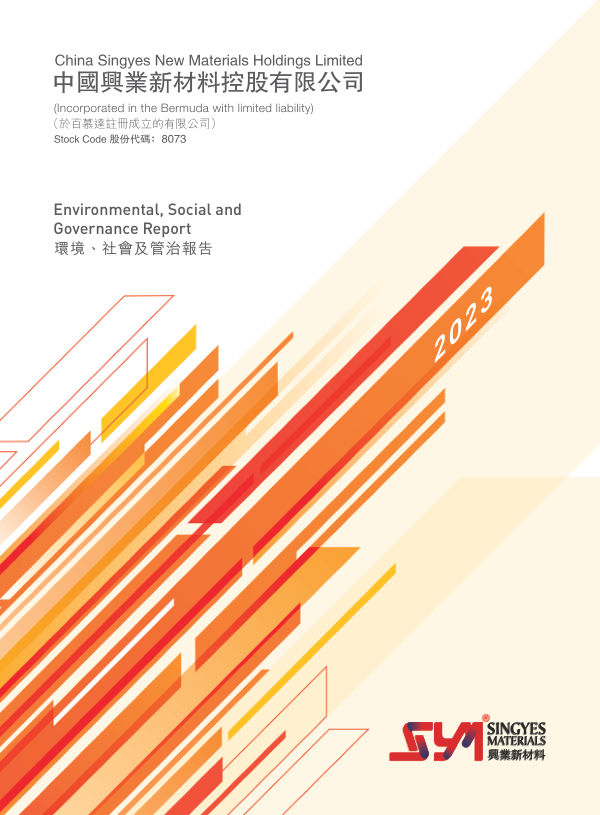 China Singyes New Materials Holdings Limited
中國興業新材料控股有限公司
(Incorporated in the Bermuda with limited liability)
（於百慕達註冊成立的有限公司）
Stock Code 股份代碼：8073
Environmental, Social and
Governance Report
環境、社會及管治報告
2023
SYM®
SINGYES
MATERIALS
興業新材料